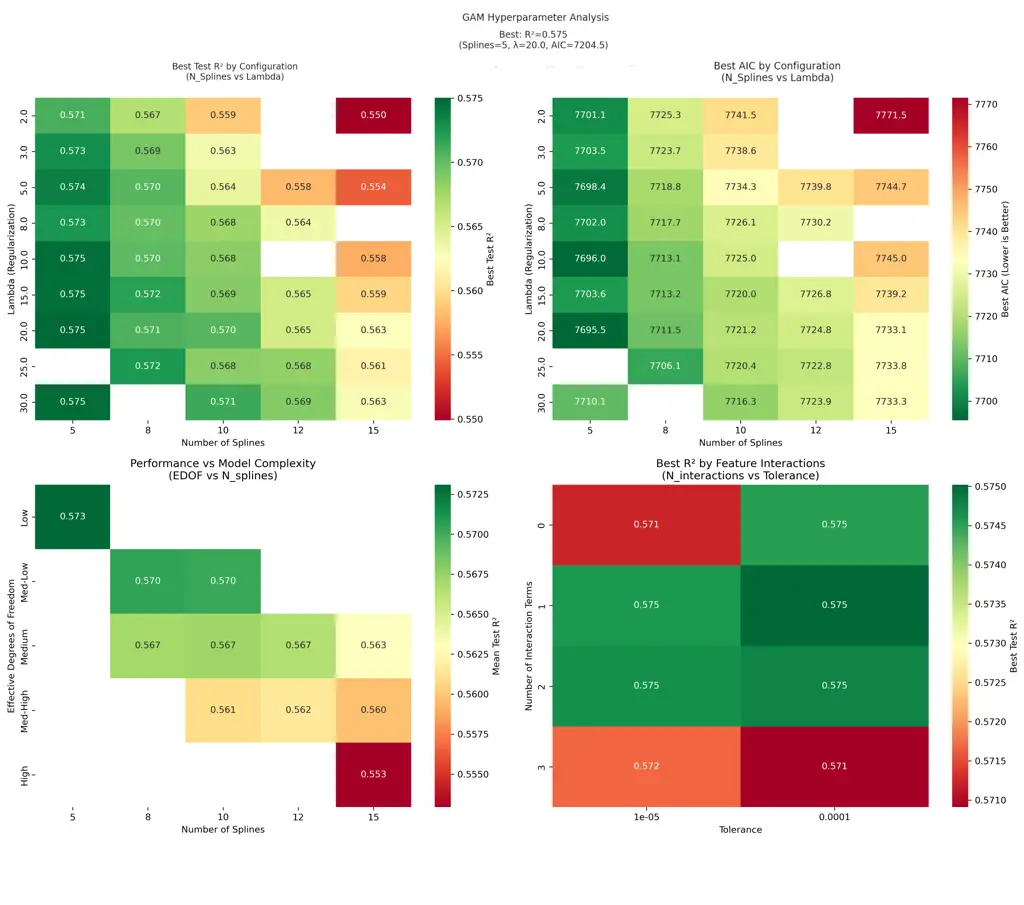 GAM Hyperparameter Analysis
Best: R²=0.575
(Splines=5, λ=20.0, AIC=7204.5)
Best Test R² by Configuration
(N_Splines vs Lambda)
Lambda (Regularization)
2.0 0.571 0.567 0.559 0.550
3.0 0.573 0.569 0.563
5.0 0.574 0.570 0.564 0.558 0.554
8.0 0.573 0.570 0.568 0.564
10.0 0.575 0.570 0.568 0.558
15.0 0.575 0.572 0.569 0.565 0.559
20.0 0.575 0.571 0.570 0.565 0.563
25.0 0.572 0.568 0.568 0.561
30.0 0.575 0.571 0.569 0.563
5 8 10 12 15
Number of Splines
0.575
0.570
0.565
0.560
0.555
0.550
Best Test R²
Best AIC by Configuration
(N_Splines vs Lambda)
Lambda (Regularization)
2.0 7701.1 7725.3 7741.5 7771.5
3.0 7703.5 7723.7 7738.6
5.0 7698.4 7718.8 7734.3 7739.8 7744.7
8.0 7702.0 7717.7 7726.1 7730.2
10.0 7696.0 7713.1 7725.0 7745.0
15.0 7703.6 7713.2 7720.0 7726.8 7739.2
20.0 7695.5 7711.5 7721.2 7724.8 7733.1
25.0 7706.1 7720.4 7722.8 7733.8
30.0 7710.1 7716.3 7723.9 7733.3
5 8 10 12 15
Number of Splines
7770
7760
7750
7740
7730
7720
7710
7700
Best AIC (Lower is Better)
Performance vs Model Complexity
(EDOF vs N_splines)
Effective Degrees of Freedom
Low 0.573
Med-Low 0.570 0.570
Medium 0.567 0.567 0.567 0.563
Med-High 0.561 0.562 0.560
High 0.553
5 8 10 12 15
Number of Splines
0.5725
0.5700
0.5675
0.5650
0.5625
0.5600
0.5575
0.5550
Mean Test R²
Best R² by Feature Interactions
(N_interactions vs Tolerance)
Number of Interaction Terms
0 0.571 0.575
1 0.575 0.575
2 0.575 0.575
3 0.572 0.571
1e-05 0.0001
Tolerance
0.5750
0.5745
0.5740
0.5735
0.5730
0.5725
0.5720
0.5715
0.5710
Best Test R²